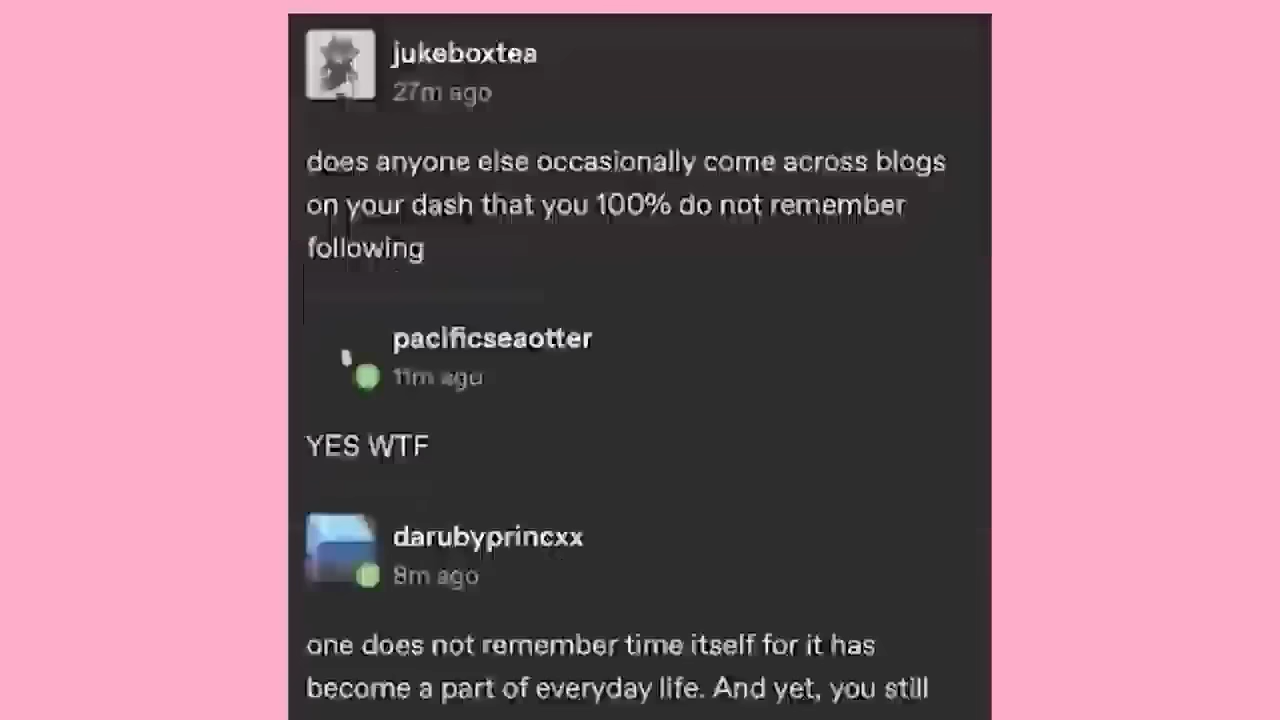 jukeboxtea
27m ago
does anyone else occasionally come across blogs
on your dash that you 100% do not remember
following
pacificseaotter
11m ago
YES WTF
darubyprincxx
8m ago
one does not remember time itself for it has
become a part of everyday life. And yet, you still